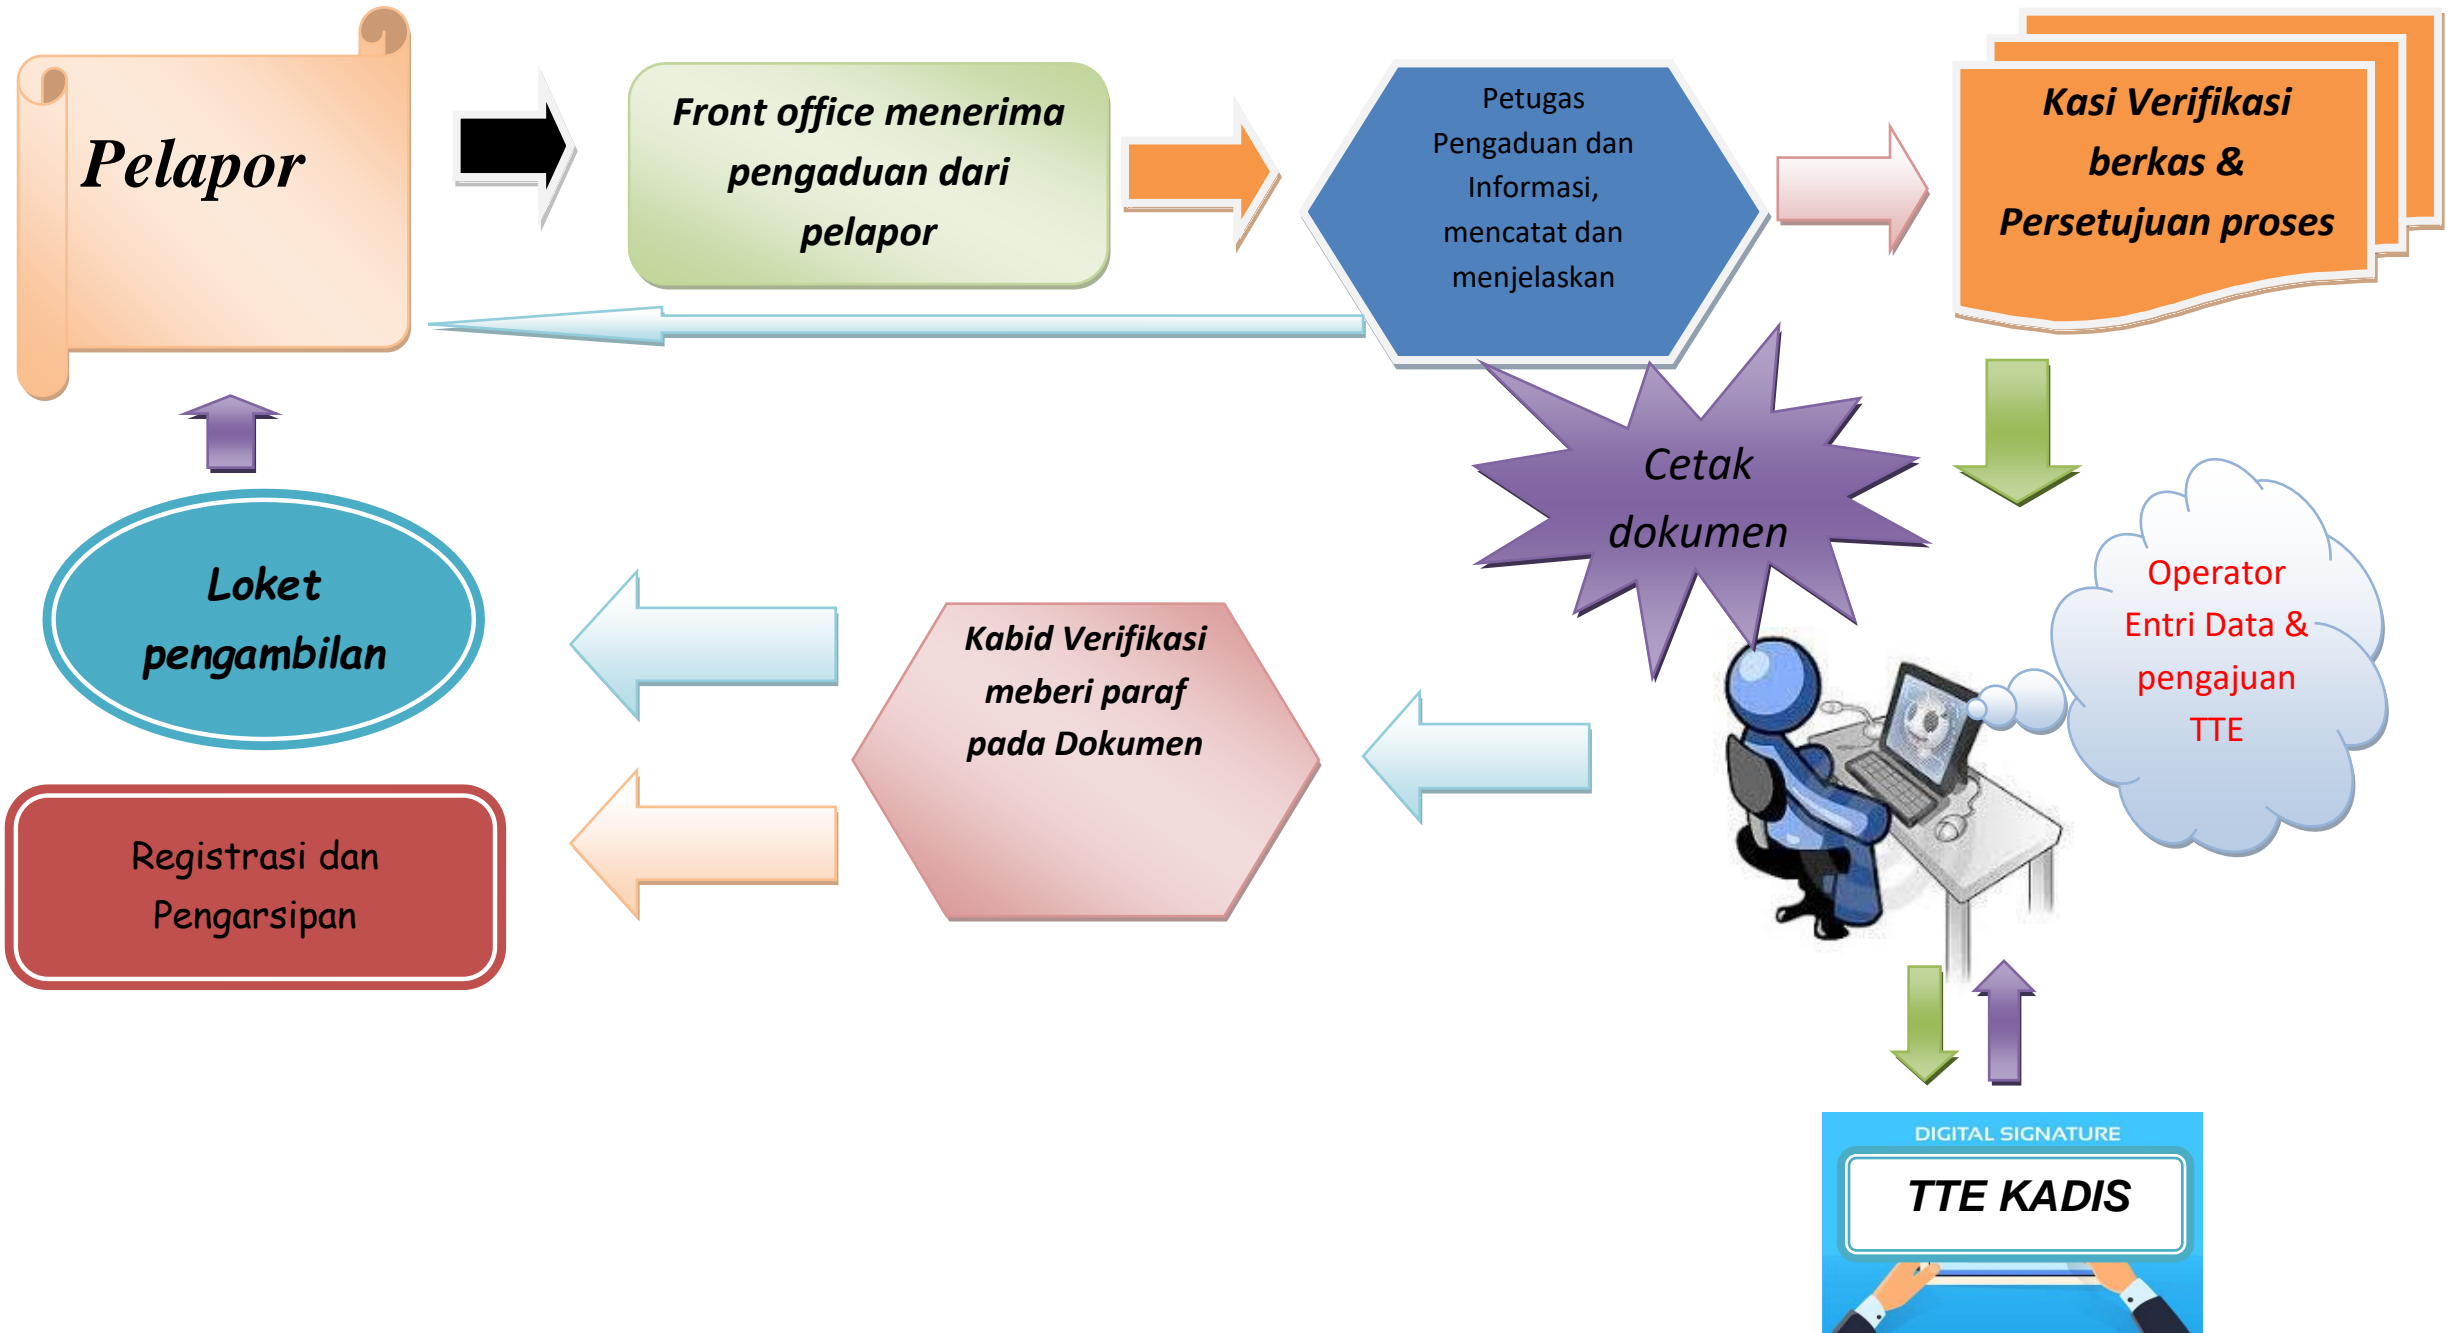 Pelapor
Front office menerima
pengaduan dari
pelapor
Petugas
Pengaduan dan
Informasi,
mencatat dan
menjelaskan
Kasi Verifikasi
berkas &
Persetujuan proses
Cetak
dokumen
Operator
Entri Data &
pengajuan
TTE
Loket
pengambilan
Kabid Verifikasi
meberi paraf
pada Dokumen
Registrasi dan
Pengarsipan
DIGITAL SIGNATURE
TTE KADIS